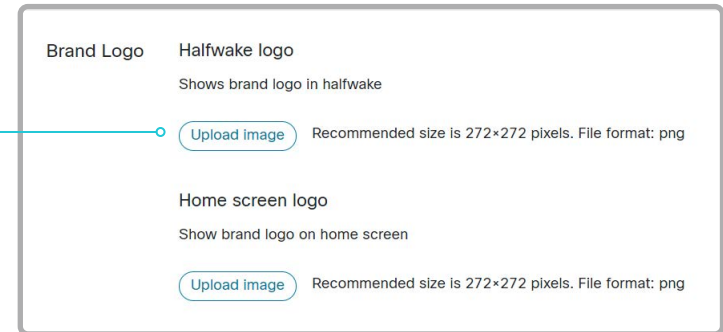 Brand Logo
Halfwake logo
Shows brand logo in halfwake
Upload image
Recommended size is 272×272 pixels. File format: png
Home screen logo
Show brand logo on home screen
Upload image
Recommended size is 272×272 pixels. File format: png